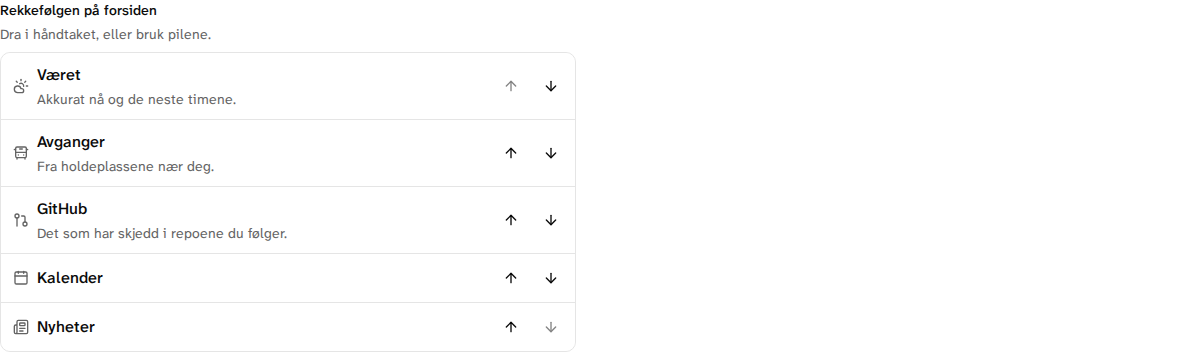 Rekkefølgen på forsiden
Dra i håndtaket, eller bruk pilene.
Været
Akkurat nå og de neste timene.
Avganger
Fra holdeplassene nær deg.
GitHub
Det som har skjedd i repoene du følger.
Kalender
Nyheter